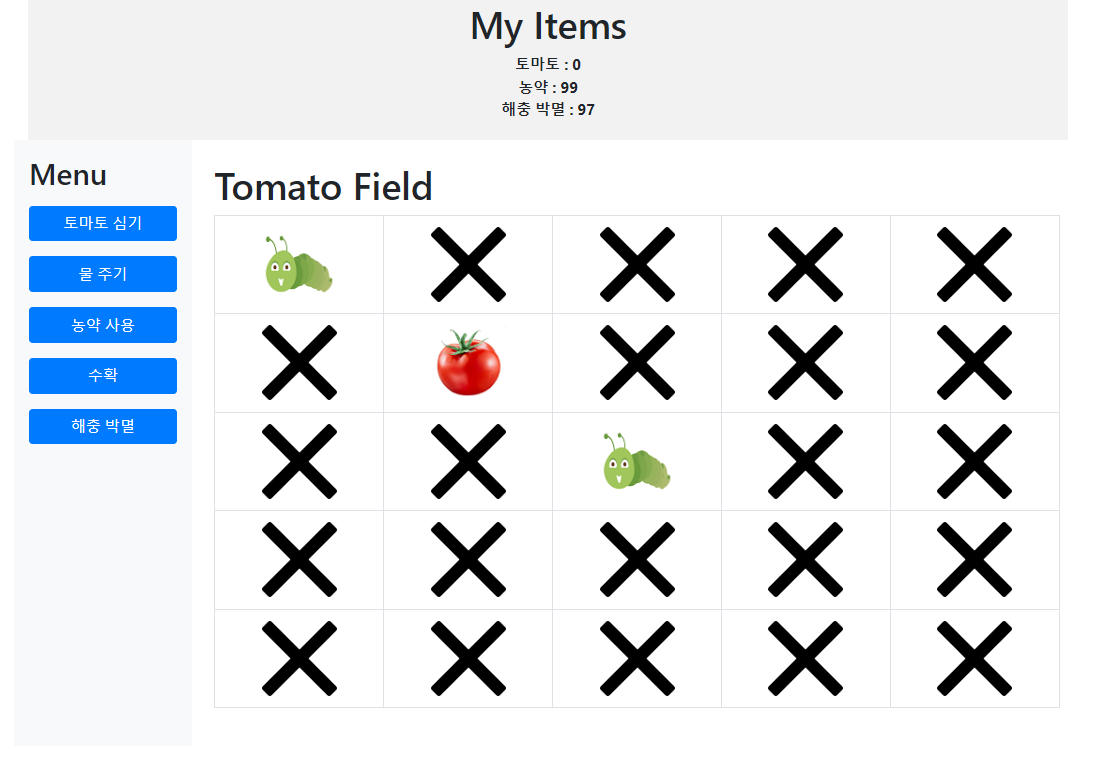 My Items
토마토 : 0
농약 : 99
해충 박멸 : 97
Menu
토마토 심기
물 주기
농약 사용
수확
해충 박멸
Tomato Field